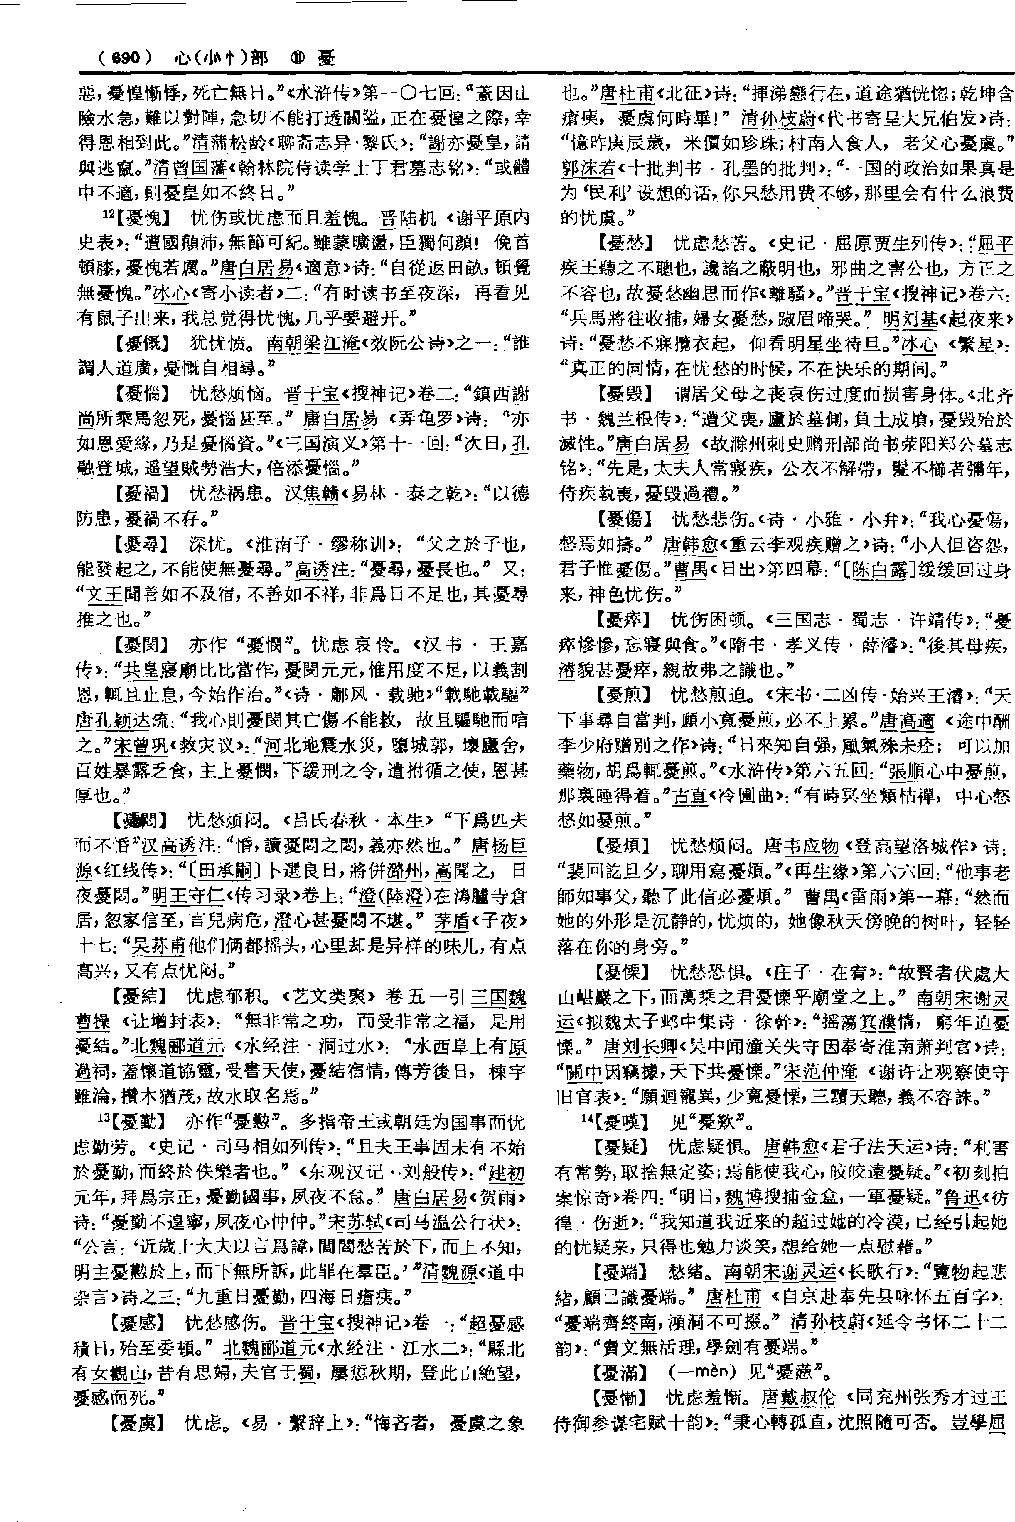 （690） 心（小忄）部 ⑪ 憂
惡，憂惶慚悸，死亡無日。”《水浒传》第一〇七回：“蓋因山
險水急，難以對陣，急切不能打透關隘，正在憂惶之際，幸
得恩相到此。”清蒲松龄《聊斋志异·黎氏》：“謝亦憂皇，請
與逃竄。”清曾国藩《翰林院侍读学士丁君墓志铭》：“或體
中不適，則憂皇如不終日。”
¹²【憂愧】 忧伤或忧虑而且羞愧。晋陆机《谢平原内
史表》：“遭國顛沛，無節可紀。雖蒙曠盪，臣獨何顔！俛首
頓膝，憂愧若厲。”唐白居易《適意》诗：“自從返田畝，頓覺
無憂愧。”冰心《寄小读者》二：“有时读书至夜深，再看见
有鼠子出来，我总觉得忧愧，几乎要避开。”
【憂慨】 犹忧愤。南朝梁江淹《效阮公诗》之一：“誰
謂人道廣，憂慨自相尋。”
【憂惱】 忧愁烦恼。晋干宝《搜神记》卷二：“鎮西謝
尚所乘馬忽死，憂惱甚至。”唐白居易《弄龟罗》诗：“亦
如恩愛緣，乃是憂惱資。”《三国演义》第十一回：“次日，孔
融登城，遥望賊勢浩大，倍添憂惱。”
【憂禍】 忧愁祸患。汉焦赣《易林·泰之乾》：“以德
防患，憂禍不存。”
【憂尋】 深忧。《淮南子·缪称训》：“父之於子也，
能發起之，不能使無憂尋。”高诱注：“憂尋，憂長也。”又：
“文王聞善如不及宿，不善如不祥，非爲日不足也，其憂尋
推之也。”
【憂閔】 亦作“憂憫”。忧虑哀怜。《汉书·王嘉
传》：“共皇寢廟比比當作，憂閔元元，惟用度不足，以義割
恩，輒且止息，今始作治。”《诗·鄘风·载驰》“載馳載驅”
唐孔颖达疏：“我心則憂閔其亡傷不能救，故且驅馳而唁
之。”宋曾巩《救灾议》：“河北地震水災，隳城郭，壞廬舍，
百姓暴露乏食，主上憂憫，下緩刑之令，遣拊循之使，恩甚
厚也。”
【憂悶】 忧愁烦闷。《吕氏春秋·本生》“下爲匹夫
而不惛”汉高诱注：“惛，讀憂悶之悶，義亦然也。”唐杨巨
源《红线传》：“〔田承嗣〕卜選良日，將併潞州，嵩聞之，日
夜憂悶。”明王守仁《传习录》卷上：“澄（陸澄）在鴻臚寺倉
居，忽家信至，言兒病危，澄心甚憂悶不堪。”茅盾《子夜》
十七：“吴荪甫他们俩都摇头，心里却是异样的味儿，有点
高兴，又有点忧闷。”
【憂結】 忧虑郁积。《艺文类聚》卷五一引三国魏
曹操《让增封表》：“無非常之功，而受非常之福，是用
憂結。”北魏郦道元《水经注·洞过水》：“水西阜上有原
過祠，蓋懷道協靈，受書天使，憂結宿情，傳芳後日，棟宇
雖淪，攢木猶茂，故水取名焉。”
¹³【憂勤】 亦作“憂懃”。多指帝王或朝廷为国事而忧
虑勤劳。《史记·司马相如列传》：“且夫王事固未有不始
於憂勤，而終於佚樂者也。”《东观汉记·刘般传》：“建初
元年，拜爲宗正，憂勤國事，夙夜不怠。”唐白居易《贺雨》
诗：“憂勤不遑寧，夙夜心忡忡。”宋苏轼《司马温公行状》：
“公言：‘近歲士大夫以言爲諱，閭閻愁苦於下，而上不知，
明主憂懃於上，而下無所訴，此罪在羣臣。’”清魏源《道中
杂言》诗之三：“九重日憂勤，四海日瘡痍。”
【憂感】 忧愁感伤。晋干宝《搜神记》卷一：“超憂感
積日，殆至委頓。”北魏郦道元《水经注·江水二》：“縣北
有女觀山，昔有思婦，夫官于蜀，屢愆秋期，登此山絶望，
憂感而死。”
【憂虞】 忧虑。《易·繫辞上》：“悔吝者，憂虞之象
也。”唐杜甫《北征》诗：“揮涕戀行在，道途猶恍惚；乾坤含
瘡痍，憂虞何時畢！”清孙枝蔚《代书寄呈大兄伯发》诗：
“憶昨庚辰歲，米價如珍珠；村南人食人，老父心憂虞。”
郭沫若《十批判书·孔墨的批判》：“一国的政治如果真是
为‘民利’设想的话，你只愁用费不够，那里会有什么浪费
的忧虞。”
【憂愁】 忧虑愁苦。《史记·屈原贾生列传》：“屈平
疾王聽之不聰也，讒諂之蔽明也，邪曲之害公也，方正之
不容也，故憂愁幽思而作《離騷》。”晋干宝《搜神记》卷六：
“兵馬將往收捕，婦女憂愁，踧眉啼哭。”明刘基《起夜来》
诗：“憂愁不寐攬衣起，仰看明星坐待旦。”冰心《繁星》：
“真正的同情，在忧愁的时候，不在快乐的期间。”
【憂毁】 谓居父母之丧哀伤过度而损害身体。《北齐
书·魏兰根传》：“遭父喪，廬於墓側，負土成墳，憂毁殆於
滅性。”唐白居易《故滁州刺史赠刑部尚书荥阳郑公墓志
铭》：“先是，太夫人常寢疾，公衣不解帶，髮不櫛者彌年，
侍疾執喪，憂毁過禮。”
【憂傷】 忧愁悲伤。《诗·小雅·小弁》：“我心憂傷，
惄焉如擣。”唐韩愈《重云李观疾赠之》诗：“小人但咨怨，
君子惟憂傷。”曹禺《日出》第四幕：“〔陈白露〕缓缓回过身
来，神色忧伤。”
【憂瘁】 忧伤困顿。《三国志·蜀志·许靖传》：“憂
瘁慘慘，忘寢與食。”《隋书·孝义传·薛濬》：“後其母疾，
濬貌甚憂瘁，親故弗之識也。”
【憂煎】 忧愁煎迫。《宋书·二凶传·始兴王濬》：“天
下事尋自當判，願小寬憂煎，必不上累。”唐高適《途中酬
李少府赠别之作》诗：“日來知自强，風氣殊未痊；可以加
藥物，胡爲輒憂煎。”《水浒传》第六五回：“張順心中憂煎，
那裏睡得着。”古直《冷圃曲》：“有時冥坐類枯禪，中心愁
愁如憂煎。”
【憂煩】 忧愁烦闷。唐韦应物《登高望洛城作》诗：
“裴回訖旦夕，聊用寫憂煩。”《再生缘》第六六回：“他事老
師如事父，聽了此信必憂煩。”曹禺《雷雨》第一幕：“然而
她的外形是沉静的，忧烦的，她像秋天傍晚的树叶，轻轻
落在你的身旁。”
【憂慄】 忧愁恐惧。《庄子·在宥》：“故賢者伏處大
山嵁巖之下，而萬乘之君憂慄乎廟堂之上。”南朝宋谢灵
运《拟魏太子邺中集诗·徐幹》：“摇蕩箕濮情，窮年迫憂
慄。”唐刘长卿《吴中闻潼关失守因奉寄淮南萧判官》诗：
“關中因竊據，天下共憂慄。”宋范仲淹《谢许让观察使守
旧官表》：“願迴寵異，少寬憂慄，三瀆天聽，義不容誅。”
¹⁴【憂嘆】 见“憂歎”。
【憂疑】 忧虑疑惧。唐韩愈《君子法天运》诗：“利害
有常勢，取捨無定姿；焉能使我心，皎皎遠憂疑。”《初刻拍
案惊奇》卷四：“明日，魏博搜捕金盒，一軍憂疑。”鲁迅《彷
徨·伤逝》：“我知道我近来的超过她的冷漠，已经引起她
的忧疑来，只得也勉力谈笑，想给她一点慰藉。”
【憂端】 愁绪。南朝宋谢灵运《长歌行》：“覽物起悲
緒，顧己識憂端。”唐杜甫《自京赴奉先县咏怀五百字》：
“憂端齊終南，澒洞不可掇。”清孙枝蔚《延令书怀二十二
韵》：“賣文無活理，學劍有憂端。”
【憂滿】 （—mèn）见“憂懣”。
【憂慚】 忧虑羞惭。唐戴叔伦《同兖州张秀才过王
侍御参谋宅赋十韵》：“秉心轉孤直，沈照隨可否。豈學屈